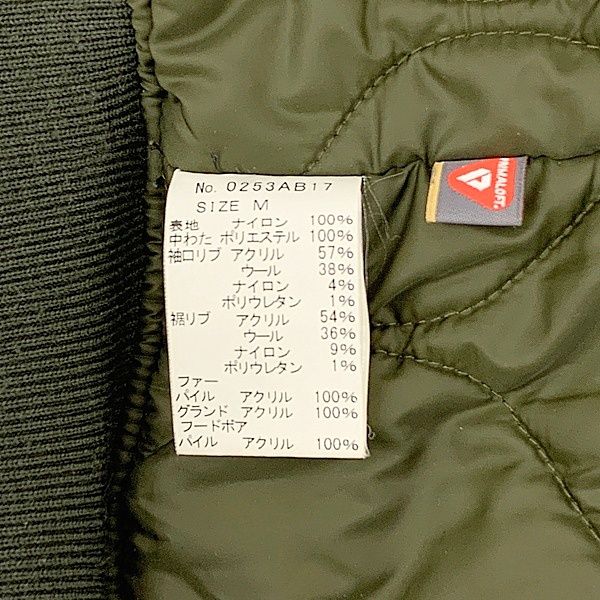 No. 0253AB17
SIZE M
表地 ナイロン 100%
中わた ポリエステル 100%
袖口リブ アクリル 57%
ウール 38%
ナイロン 4%
ポリウレタン 1%
裾リブ アクリル 54%
ウール 36%
ナイロン 9%
ポリウレタン 1%
ファー
パイル アクリル 100%
グランド アクリル 100%
フードボア
パイル アクリル 100%